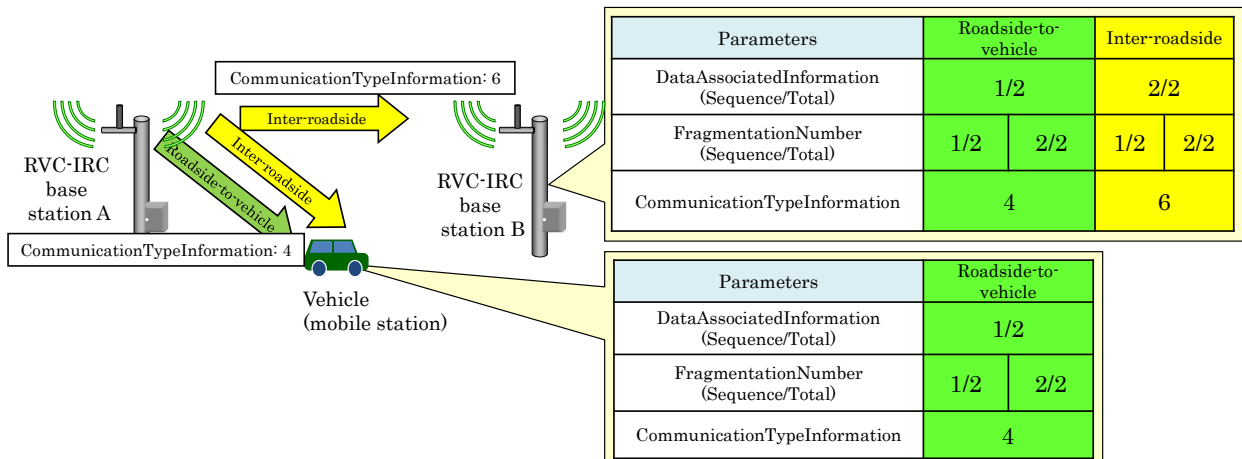 CommunicationTypeInformation: 6
Inter-roadside
Inter-roadside
Roadside-to-vehicle
RVC-IRC
base
station A
RVC-IRC
base
station B
CommunicationTypeInformation: 4
Vehicle
(mobile station)
Parameters
Roadside-to-
vehicle
Inter-roadside
DataAssociatedInformation
(Sequence/Total)
1/2
2/2
FragmentationNumber
(Sequence/Total)
1/2
2/2
1/2
2/2
CommunicationTypeInformation
4
6
Parameters
Roadside-to-
vehicle
DataAssociatedInformation
(Sequence/Total)
1/2
FragmentationNumber
(Sequence/Total)
1/2
2/2
CommunicationTypeInformation
4